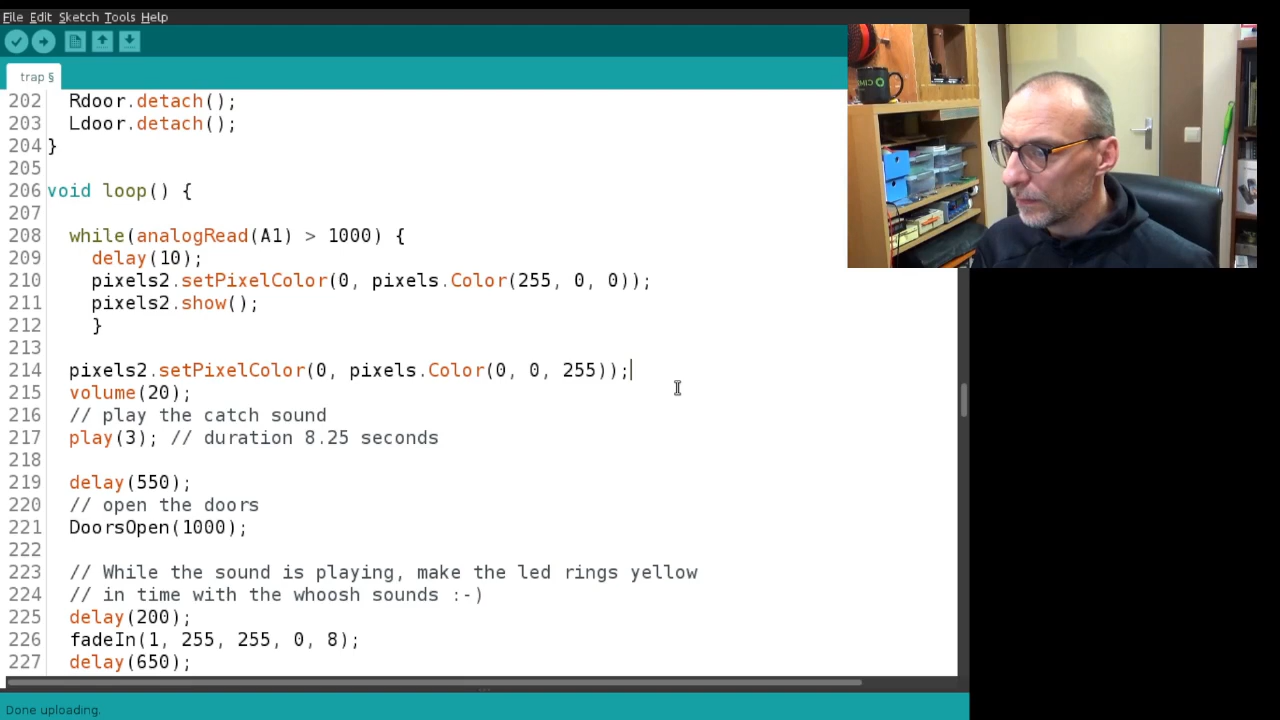 File Edit Sketch Tools Help
trap §
202 Rdoor.detach();
203 Ldoor.detach();
204 }
205
206 void loop() {
207
208 while(analogRead(A1) > 1000) {
209 delay(10);
210 pixels2.setPixelColor(0, pixels.Color(255, 0, 0));
211 pixels2.show();
212 }
213
214 pixels2.setPixelColor(0, pixels.Color(0, 0, 255));
215 volume(20);
216 // play the catch sound
217 play(3); // duration 8.25 seconds
218
219 delay(550);
220 // open the doors
221 DoorsOpen(1000);
222
223 // While the sound is playing, make the led rings yellow
224 // in time with the whoosh sounds :-)
225 delay(200);
226 fadeIn(1, 255, 255, 0, 8);
227 delay(650);
Done uploading.